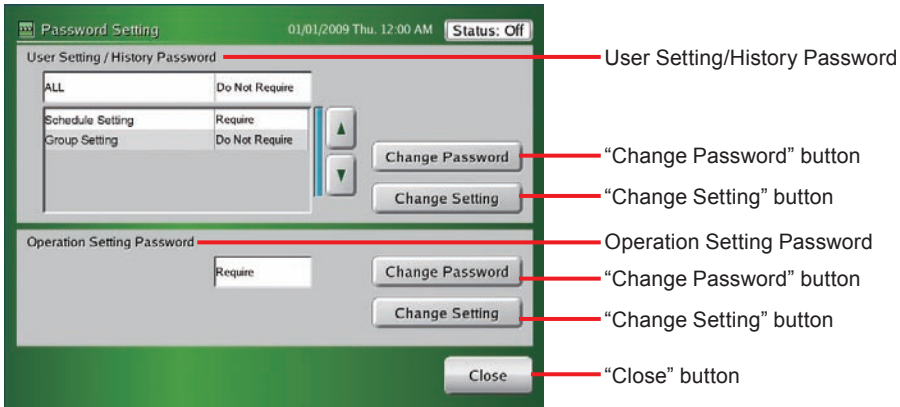 Password Setting 01/01/2009 Thu. 12:00 AM Status: Off
User Setting / History Password
User Setting/History Password
ALL Do Not Require
Schedule Setting Require
Group Setting Do Not Require
Change Password
“Change Password” button
Change Setting
“Change Setting” button
Operation Setting Password
Operation Setting Password
Require
Change Password
“Change Password” button
Change Setting
“Change Setting” button
Close
“Close” button